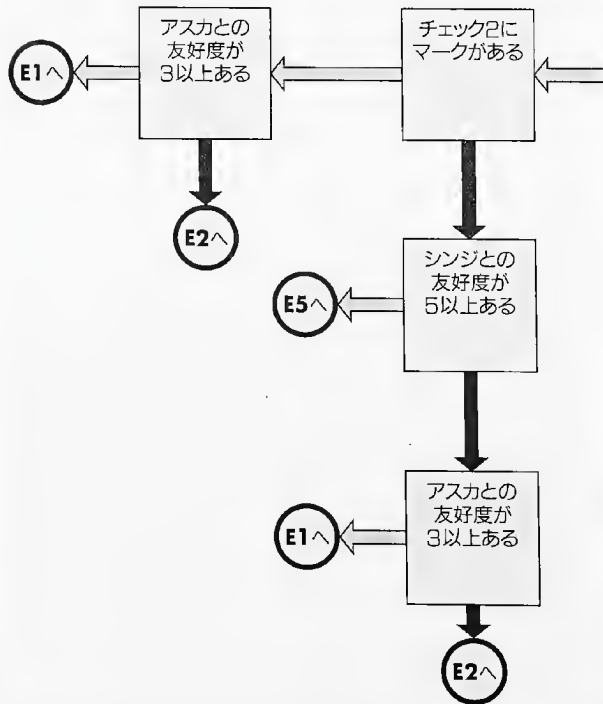 アスカとの
友好度が
3以上ある
チェック2に
マークがある
E1へ
E2へ
シンジとの
友好度が
5以上ある
E5へ
アスカとの
友好度が
3以上ある
E1へ
E2へ